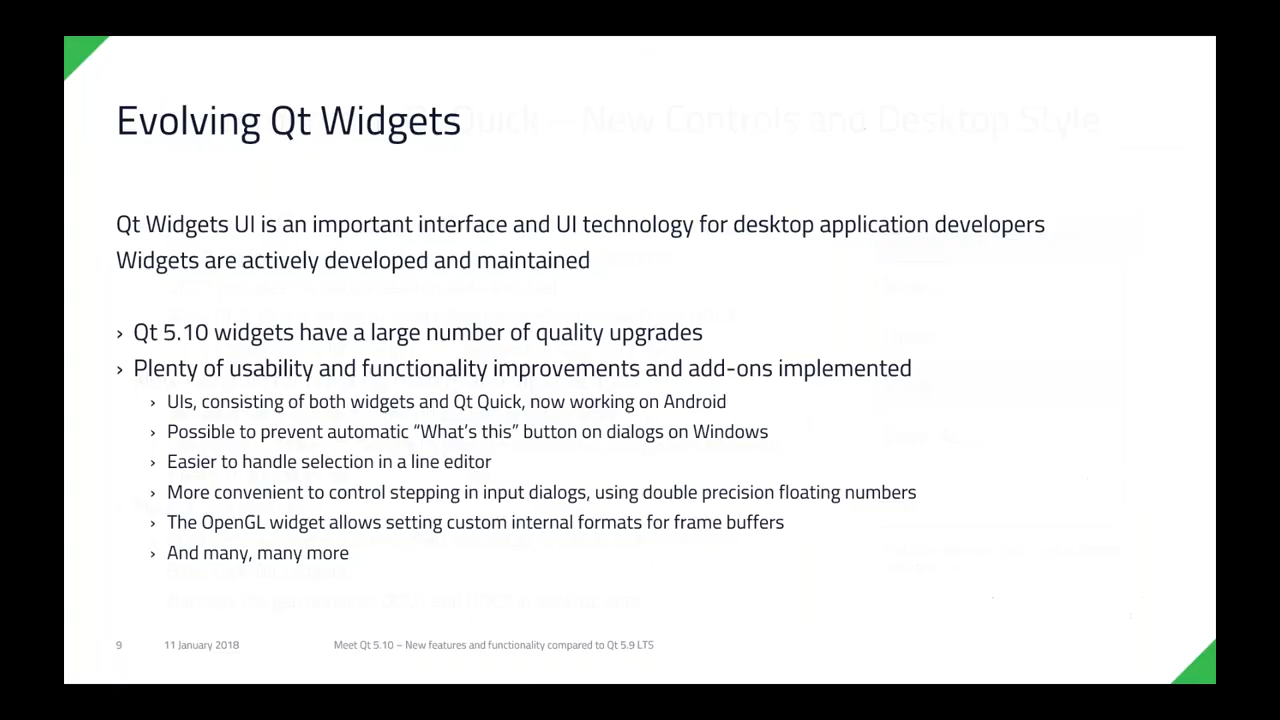 Evolving Qt Widgets
Quick – New Controls and Desktop Style
Qt Widgets UI is an important interface and UI technology for desktop application developers
Widgets are actively developed and maintained
› Qt 5.10 widgets have a large number of quality upgrades
› Plenty of usability and functionality improvements and add-ons implemented
› UIs, consisting of both widgets and Qt Quick, now working on Android
› Possible to prevent automatic “What’s this” button on dialogs on Windows
› Easier to handle selection in a line editor
› More convenient to control stepping in input dialogs, using double precision floating numbers
› The OpenGL widget allows setting custom internal formats for frame buffers
› And many, many more
9 11 January 2018 Meet Qt 5.10 – New features and functionality compared to Qt 5.9 LTS